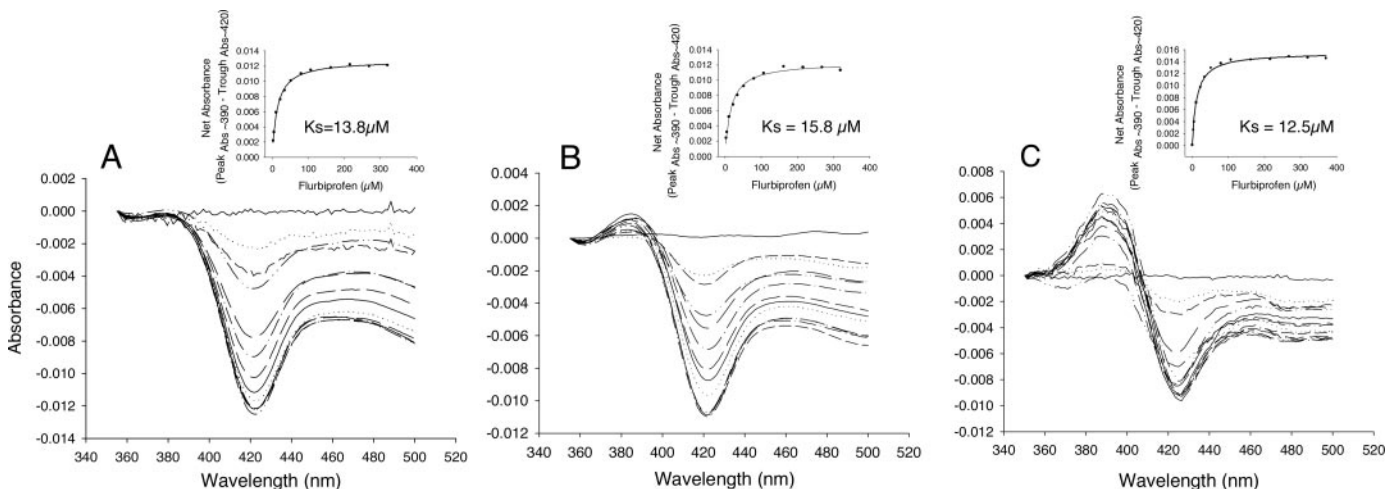 A
Net Absorbance
(Peak Abs ~390 - Trough Abs~420)
0.014
0.012
0.010
0.008
0.006
0.004
0.002
0.000
Ks=13.8µM
0 100 200 300 400
Flurbiprofen (µM)
Absorbance
0.002
0.000
-0.002
-0.004
-0.006
-0.008
-0.010
-0.012
-0.014
340 360 380 400 420 440 460 480 500 520
Wavelength (nm)
B
Net Absorbance
(Peak Abs ~390 - Trough Abs~420)
0.014
0.012
0.010
0.008
0.006
0.004
0.002
0.000
Ks = 15.8 µM
0 100 200 300 400
Flurbiprofen (µM)
0.004
0.002
0.000
-0.002
-0.004
-0.006
-0.008
-0.010
-0.012
340 360 380 400 420 440 460 480 500 520
Wavelength (nm)
C
Net Absorbance
(Peak Abs ~390 - Trough Abs~420)
0.016
0.014
0.012
0.010
0.008
0.006
0.004
0.002
0.000
Ks = 12.5µM
0 100 200 300 400
Flurbiprofen (µM)
0.008
0.006
0.004
0.002
0.000
-0.002
-0.004
-0.006
-0.008
-0.010
-0.012
340 360 380 400 420 440 460 480 500 520
Wavelength (nm)